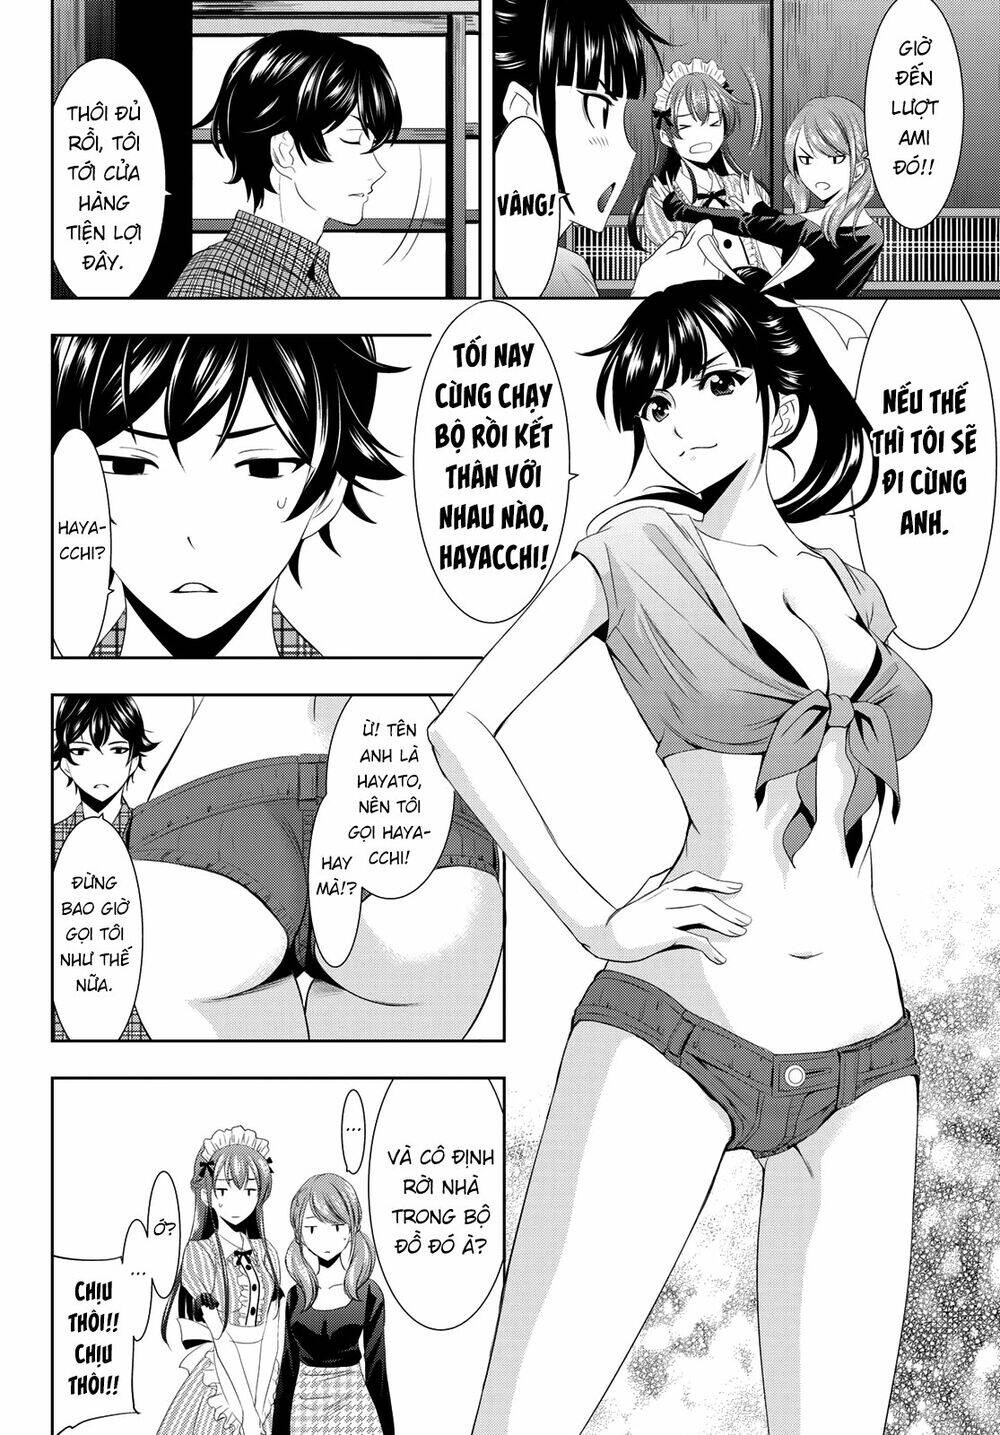 GIỜ
ĐẾN
LƯỢT
AMI
ĐÓ!!
VÂNG!
THÔI ĐỦ
RỒI, TÔI
TỚI CỬA
HÀNG
TIỆN LỢI
ĐÂY.
NẾU THẾ
THÌ TÔI SẼ
ĐI CÙNG
ANH.
TỐI NAY
CÙNG CHẠY
BỘ RỒI KẾT
THÂN VỚI
NHAU NÀO,
HAYACCHI!
HAYA-
CCHI?
Ừ! TÊN
ANH LÀ
HAYATO,
NÊN TÔI
GỌI HAYA-
CCHI!
HAY
MÀ!?
ĐỪNG
BAO GIỜ
GỌI TÔI
NHƯ THẾ
NỮA.
VÀ CÔ ĐỊNH
RỜI NHÀ
TRONG BỘ
ĐỒ ĐÓ À?
...
Ớ?
...
CHỊU
THÔI!!
CHỊU
THÔI!!